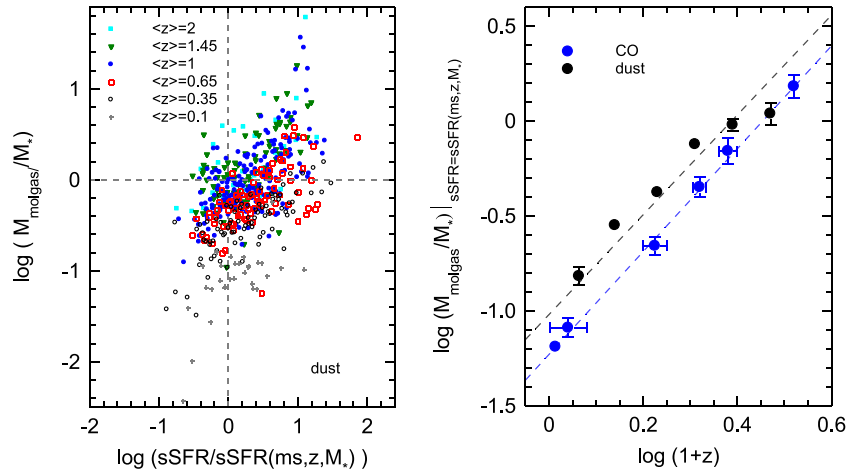 <z>=2
<z>=1.45
<z>=1
<z>=0.65
<z>=0.35
<z>=0.1
dust
log ( M_molgas/M_*)
1
0
-1
-2
-2
-1
0
1
2
log (sSFR/sSFR(ms,z,M_*) )
CO
dust
log (M_molgas/M_*)|_sSFR=sSFR(ms,z,M_*)
0.5
0
-0.5
-1.0
-1.5
0
0.2
0.4
0.6
log (1+z)